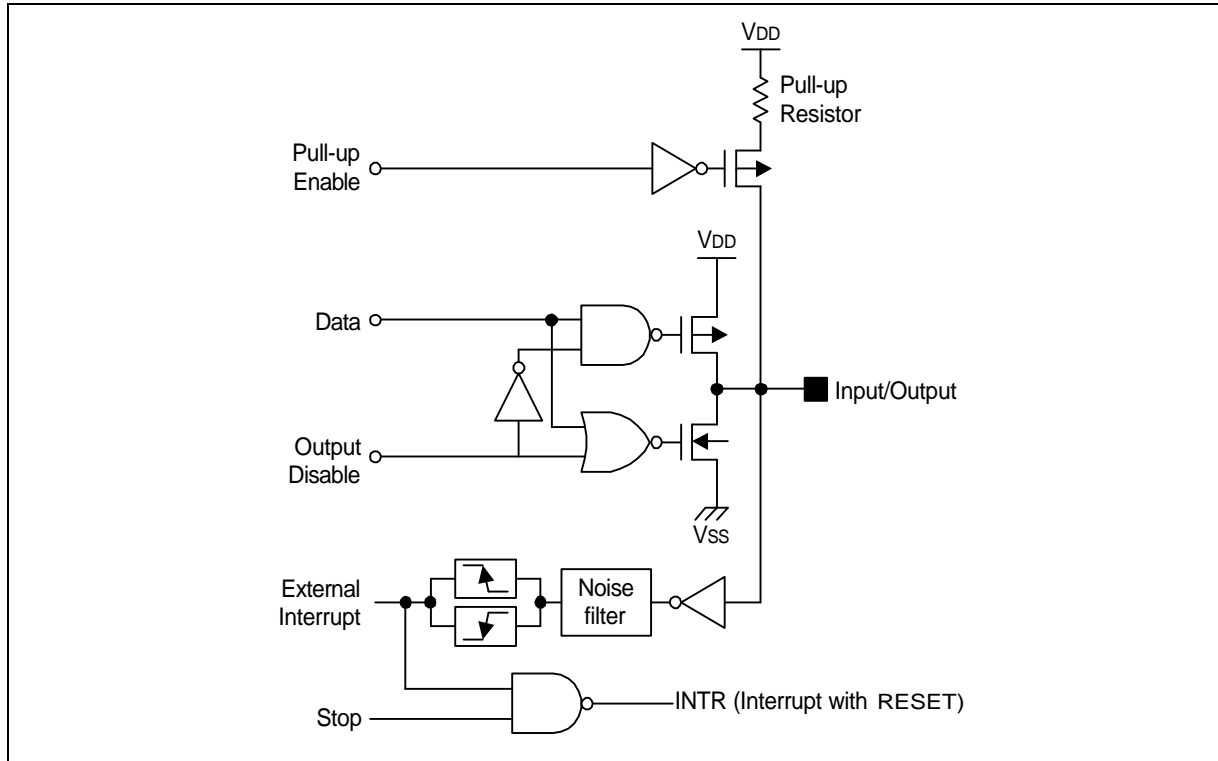 VDD
Pull-up
Resistor
Pull-up
Enable
VDD
Data
Input/Output
Output
Disable
VSS
External
Interrupt
Noise
filter
INTR (Interrupt with RESET)
Stop